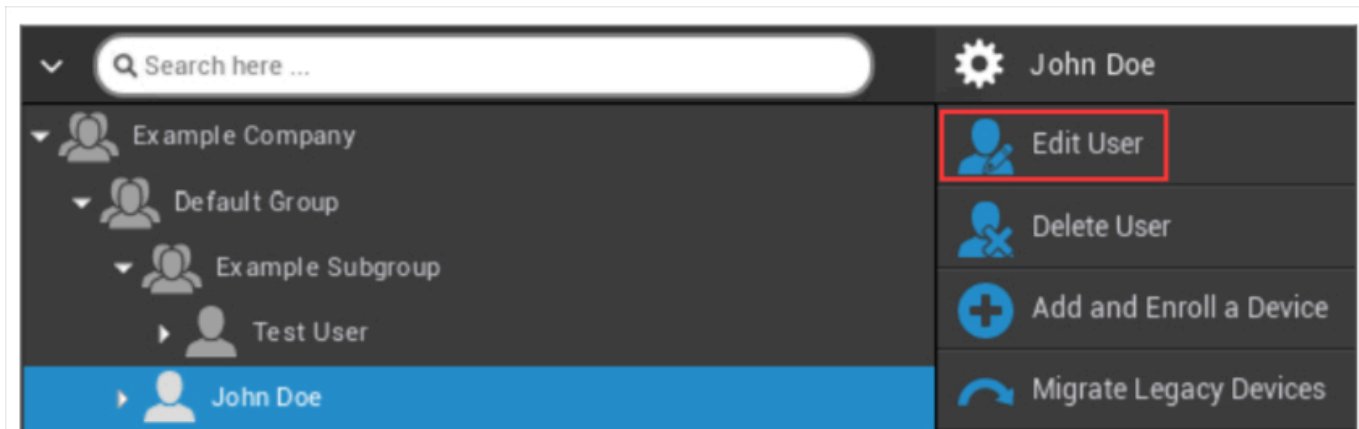 Search here ...
John Doe
Example Company
Edit User
Default Group
Delete User
Example Subgroup
Add and Enroll a Device
Test User
Migrate Legacy Devices
John Doe